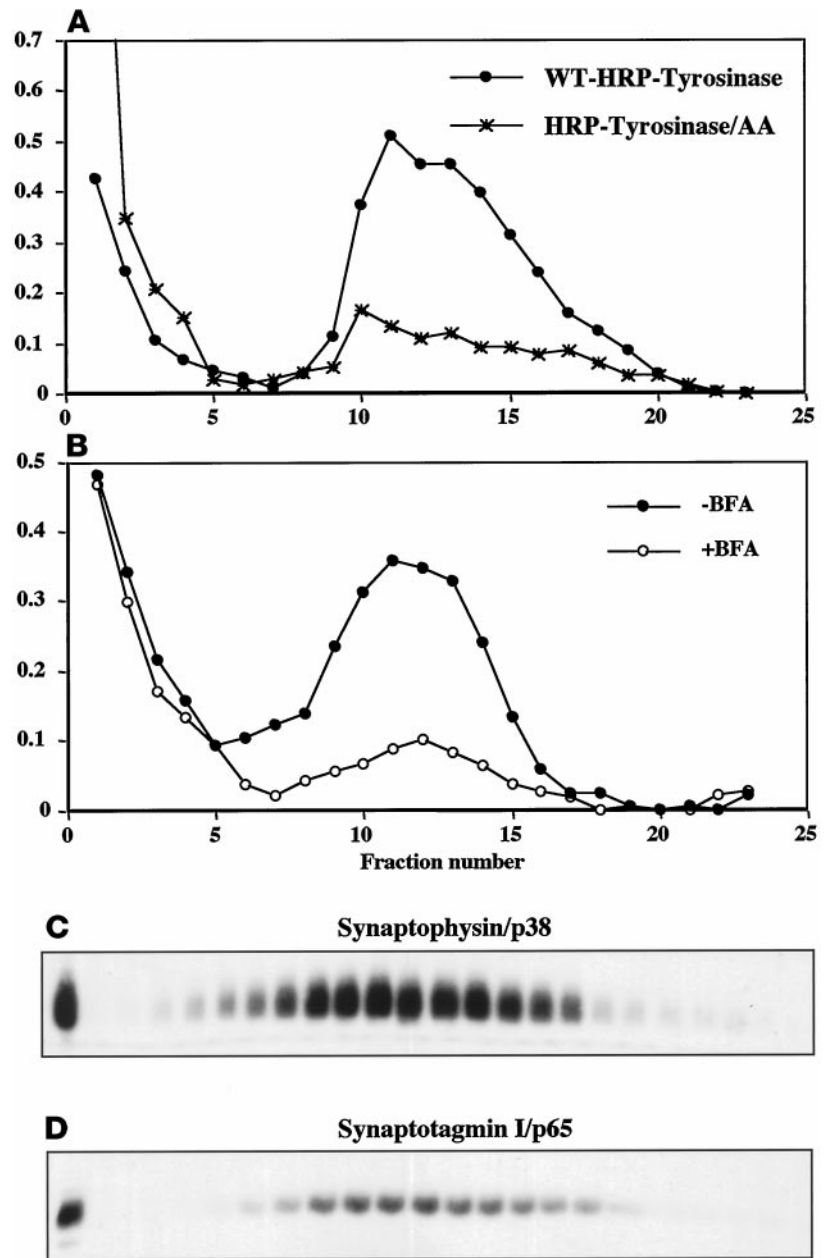 A
0.7
0.6
0.5
0.4
0.3
0.2
0.1
0
WT-HRP-Tyrosinase
HRP-Tyrosinase/AA
0 5 10 15 20 25
B
0.5
0.4
0.3
0.2
0.1
0
-BFA
+BFA
0 5 10 15 20 25
Fraction number
C
Synaptophysin/p38
D
Synaptotagmin I/p65